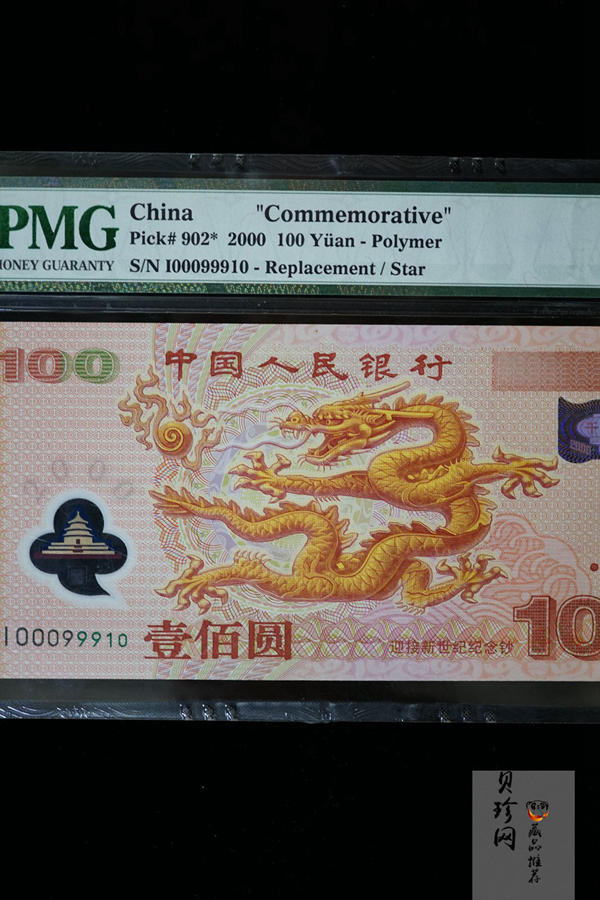 PMG
MONEY GUARANTY
China "Commemorative"
Pick# 902* 2000 100 Yüan - Polymer
S/N I00099910 - Replacement / Star
100
中国人民银行
2000
I00099910
壹佰圆
迎接新世纪纪念钞
10
贝珍网
藏品推荐